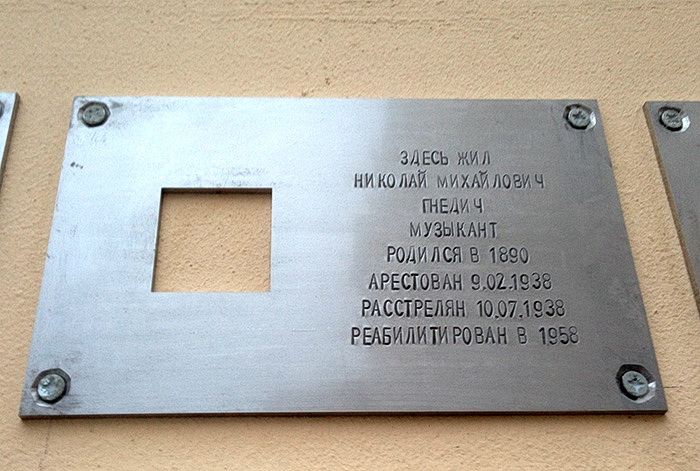 ЗДЕСЬ ЖИЛ
НИКОЛАЙ МИХАЙЛОВИЧ
ГНЕДИЧ
МУЗЫКАНТ
РОДИЛСЯ В 1890
АРЕСТОВАН 9.02.1938
РАССТРЕЛЯН 10.07.1938
РЕАБИЛИТИРОВАН В 1958